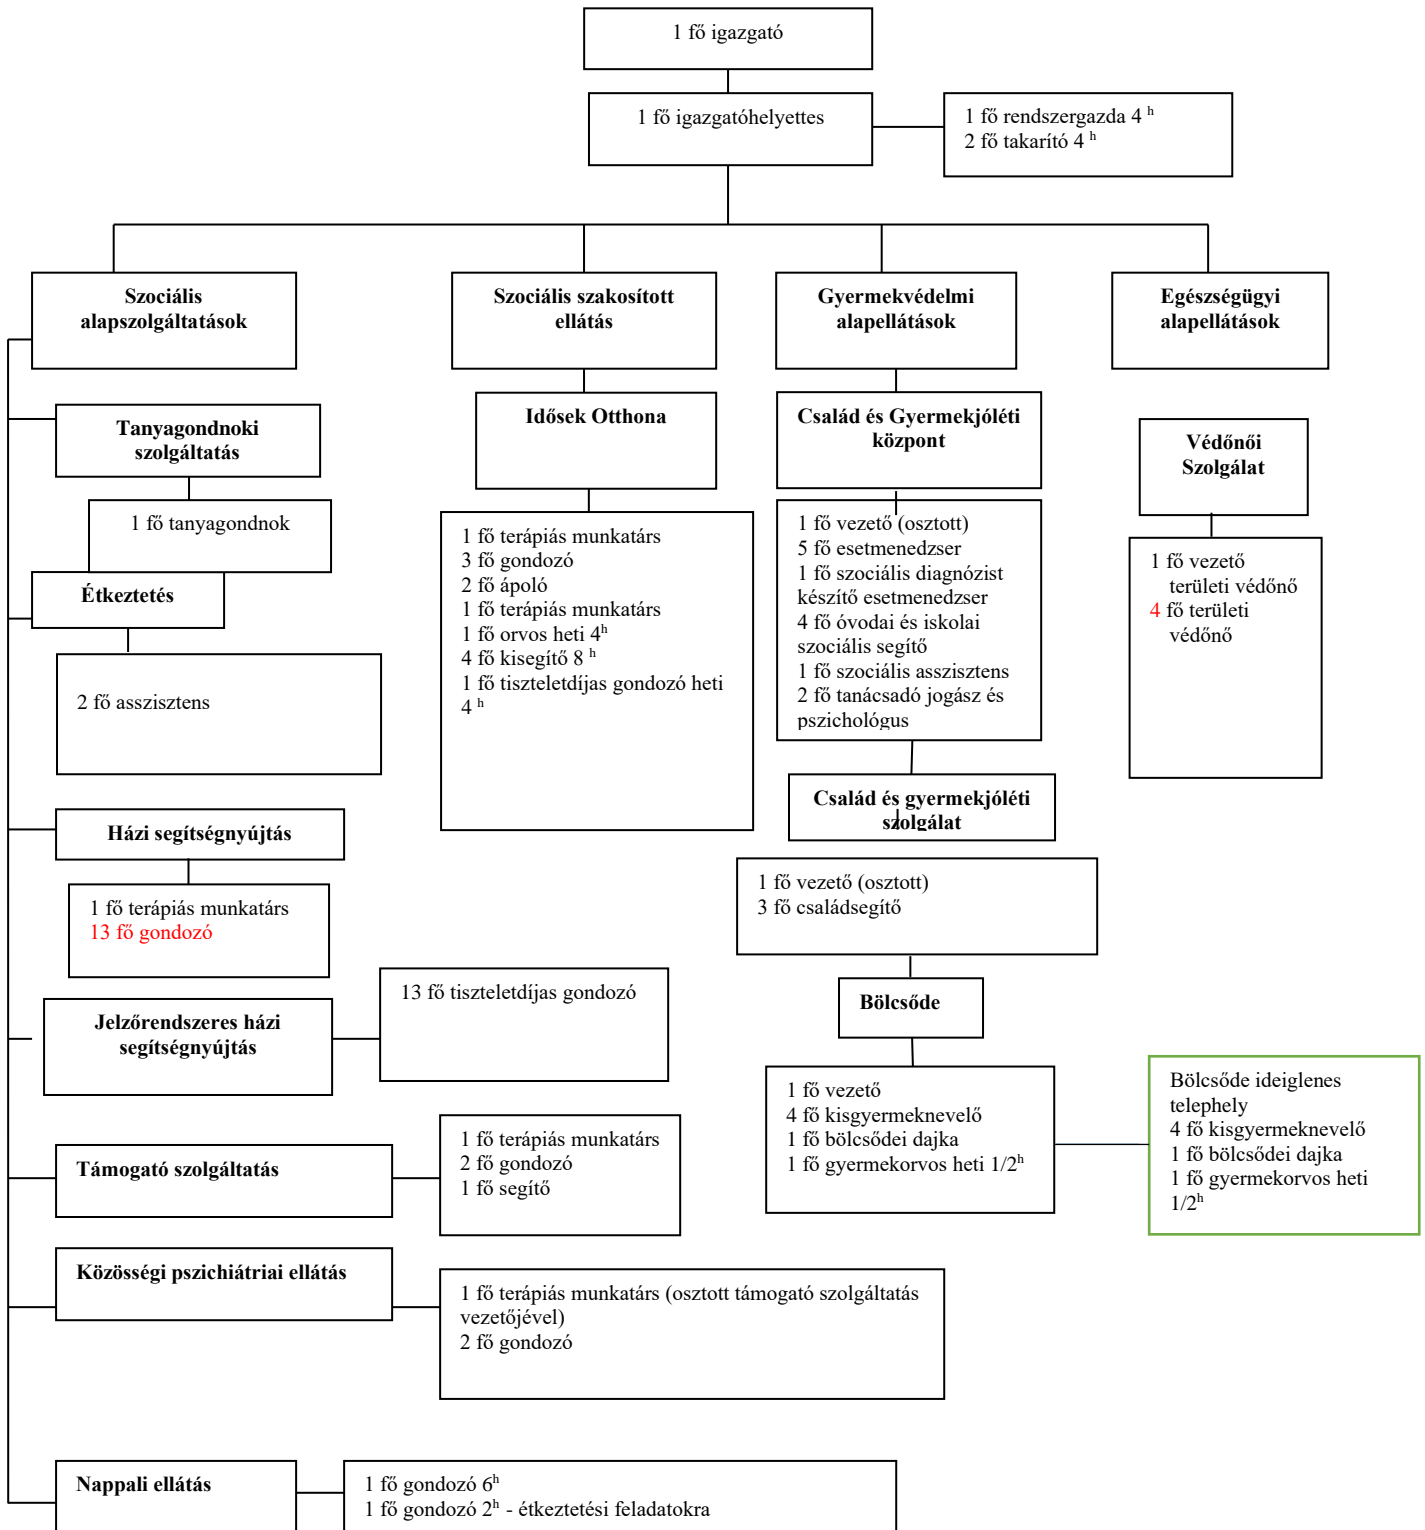 1 fő igazgató
1 fő igazgatóhelyettes
1 fő rendszergazda 4 h
2 fő takarító 4 h
Szociális
alapszolgáltatások
Szociális szakosított
ellátás
Gyermekvédelmi
alapellátások
Egészségügyi
alapellátások
Tanyagondnoki
szolgáltatás
1 fő tanyagondnok
Étkeztetés
2 fő asszisztens
Házi segítségnyújtás
1 fő terápiás munkatárs
13 fő gondozó
Jelzőrendszeres házi
segítségnyújtás
13 fő tiszteletdíjas gondozó
Támogató szolgáltatás
1 fő terápiás munkatárs
2 fő gondozó
1 fő segítő
Közösségi pszichiátriai ellátás
1 fő terápiás munkatárs (osztott támogató szolgáltatás
vezetőjével)
2 fő gondozó
Nappali ellátás
1 fő gondozó 6h
1 fő gondozó 2h - étkeztetési feladatokra
Idősek Otthona
1 fő terápiás munkatárs
3 fő gondozó
2 fő ápoló
1 fő terápiás munkatárs
1 fő orvos heti 4h
4 fő kisegítő 8 h
1 fő tiszteletdíjas gondozó heti
4 h
Család és Gyermekjóléti
központ
1 fő vezető (osztott)
5 fő esetmenedzser
1 fő szociális diagnózist
készítő esetmenedzser
4 fő óvodai és iskolai
szociális segítő
1 fő szociális asszisztens
2 fő tanácsadó jogász és
pszichológus
Család és gyermekjóléti
szolgálat
1 fő vezető (osztott)
3 fő családsegítő
Bölcsőde
1 fő vezető
4 fő kisgyermeknevelő
1 fő bölcsődei dajka
1 fő gyermekorvos heti 1/2h
Bölcsőde ideiglenes
telephely
4 fő kisgyermeknevelő
1 fő bölcsődei dajka
1 fő gyermekorvos heti
1/2h
Védőnői
Szolgálat
1 fő vezető
területi védőnő
4 fő területi
védőnő